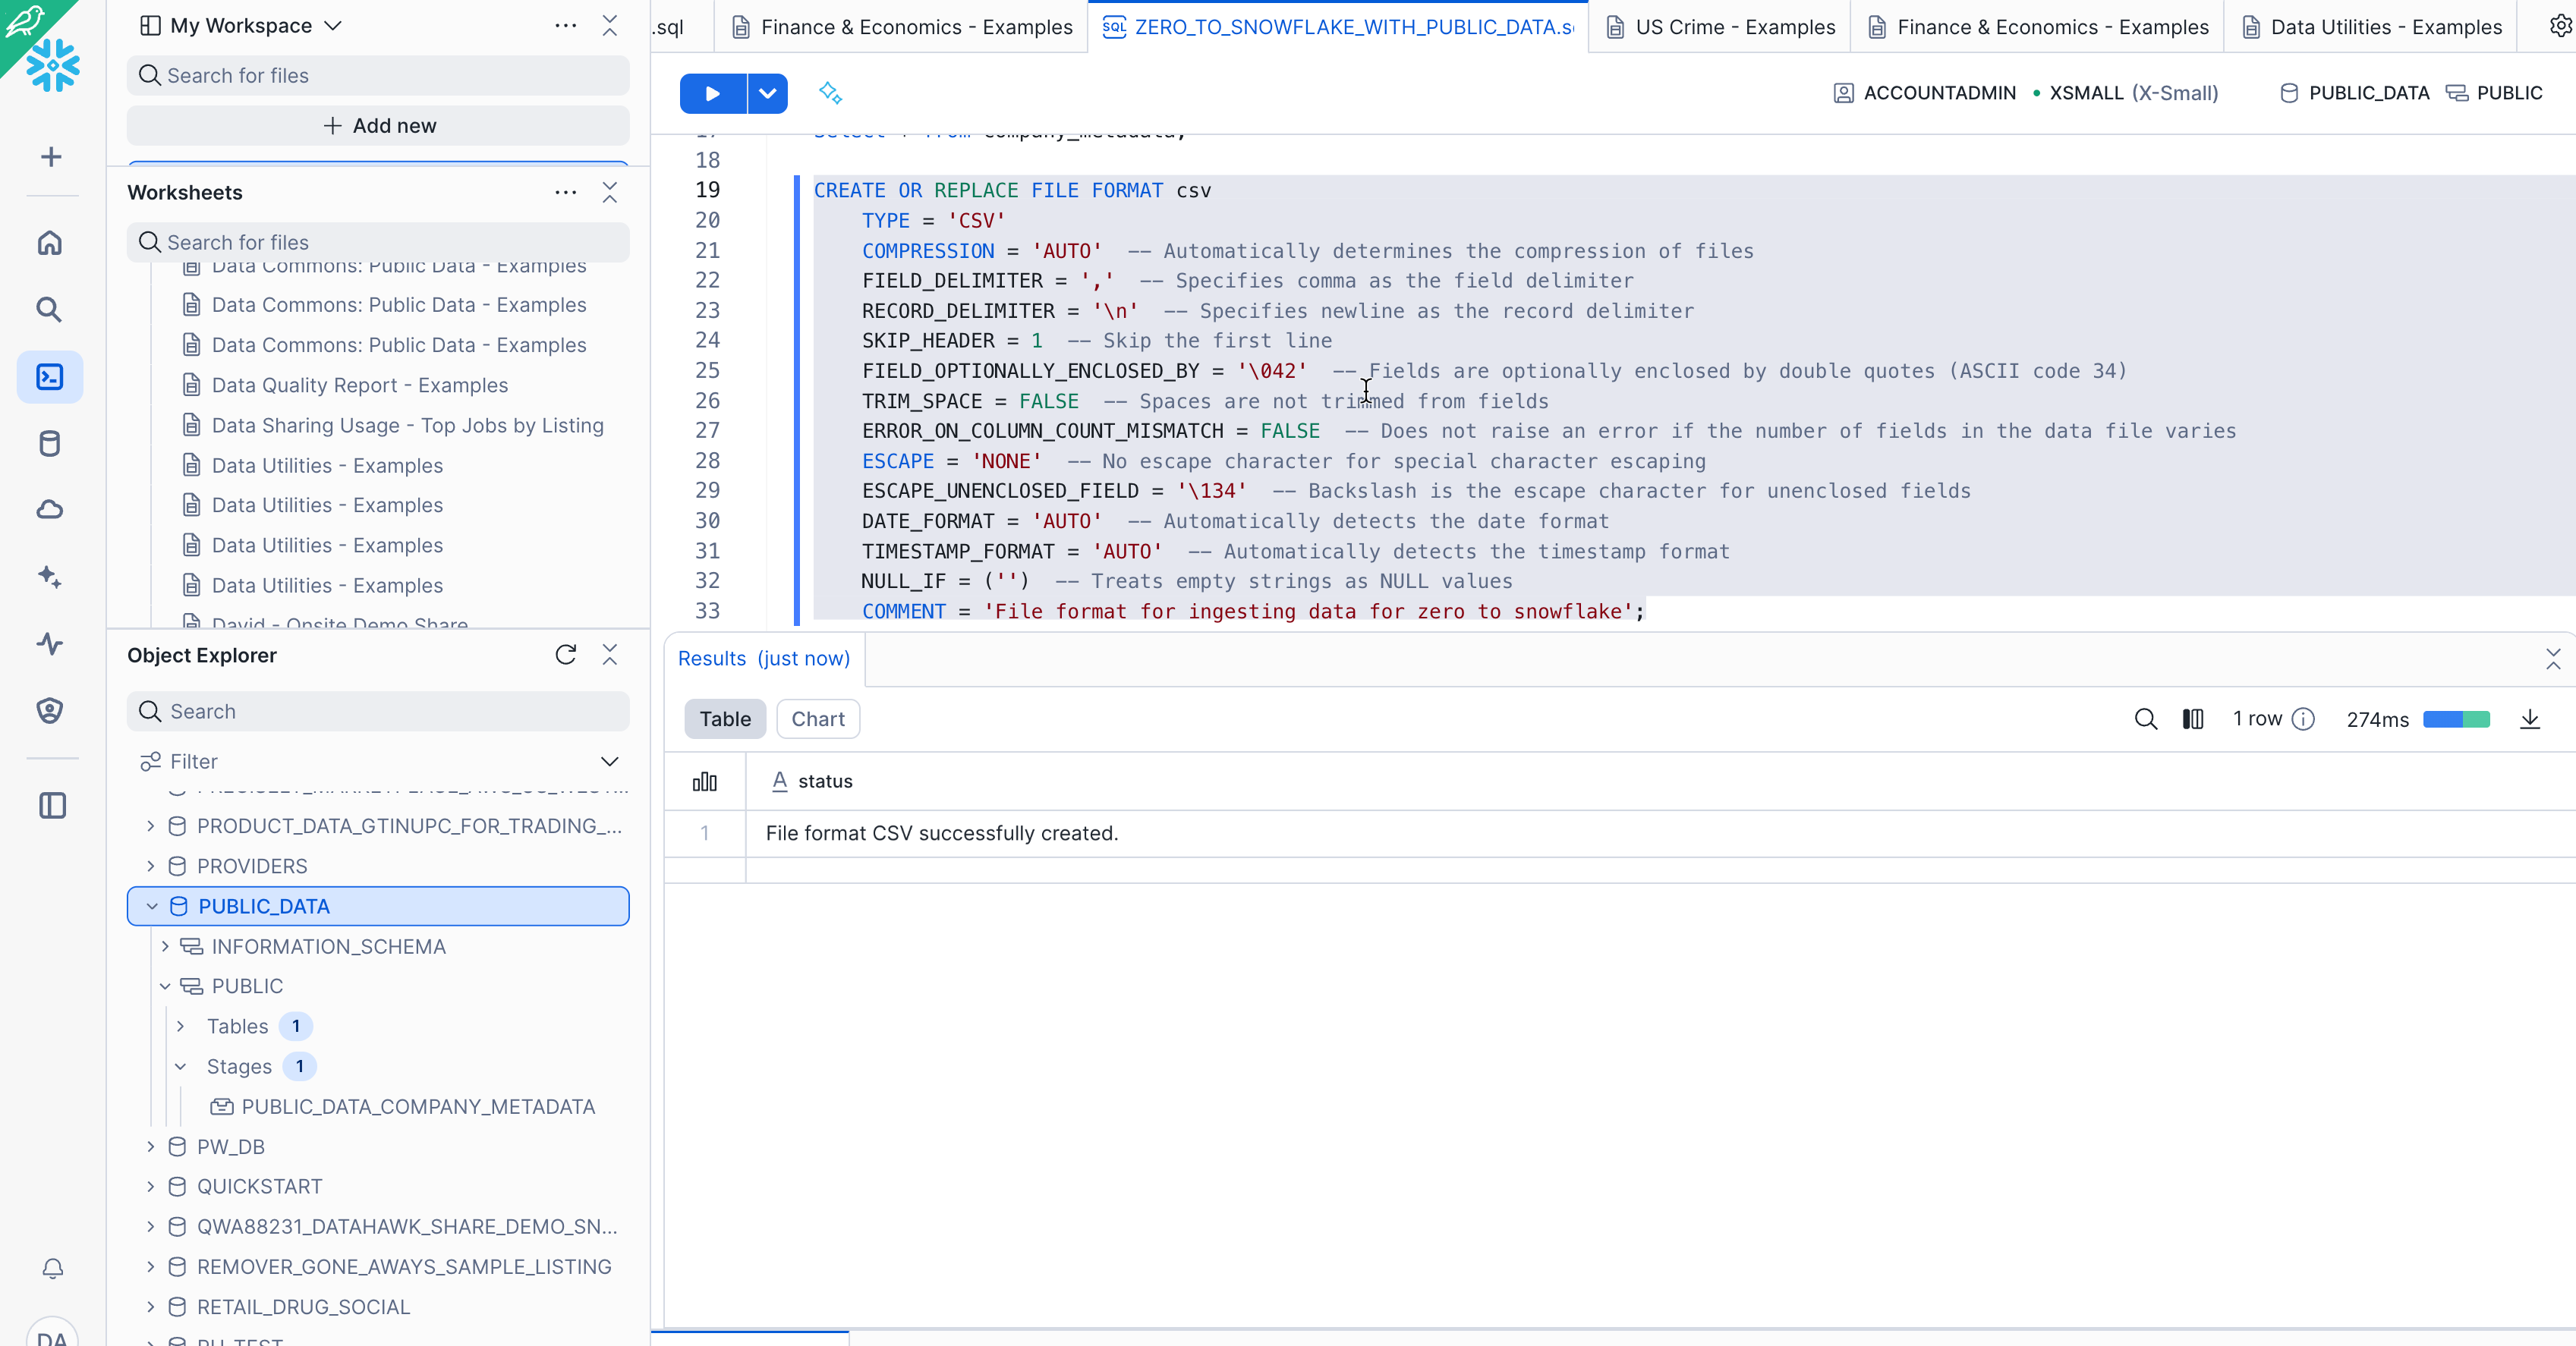 My Workspace
Search for files
Add new
Worksheets
Search for files
Data Commons: Public Data - Examples
Data Commons: Public Data - Examples
Data Commons: Public Data - Examples
Data Quality Report - Examples
Data Sharing Usage - Top Jobs by Listing
Data Utilities - Examples
Data Utilities - Examples
Data Utilities - Examples
Data Utilities - Examples
David - Onsite Demo Share
Object Explorer
Search
Filter
PRODUCT_DATA_GTINUPC_FOR_TRADING_...
PROVIDERS
PUBLIC_DATA
INFORMATION_SCHEMA
PUBLIC
Tables 1
Stages 1
PUBLIC_DATA_COMPANY_METADATA
PW_DB
QUICKSTART
QWA88231_DATAHAWK_SHARE_DEMO_SN...
REMOVER_GONE_AWAYS_SAMPLE_LISTING
RETAIL_DRUG_SOCIAL
DA
.sql
Finance & Economics - Examples
SQL ZERO_TO_SNOWFLAKE_WITH_PUBLIC_DATA.s
US Crime - Examples
Finance & Economics - Examples
Data Utilities - Examples
ACCOUNTADMIN XSMALL (X-Small) PUBLIC_DATA PUBLIC
17 Select * from company_metadata;
18
19 CREATE OR REPLACE FILE FORMAT csv
20 TYPE = 'CSV'
21 COMPRESSION = 'AUTO' -- Automatically determines the compression of files
22 FIELD_DELIMITER = ',' -- Specifies comma as the field delimiter
23 RECORD_DELIMITER = '\n' -- Specifies newline as the record delimiter
24 SKIP_HEADER = 1 -- Skip the first line
25 FIELD_OPTIONALLY_ENCLOSED_BY = '\042' -- Fields are optionally enclosed by double quotes (ASCII code 34)
26 TRIM_SPACE = FALSE -- Spaces are not trimmed from fields
27 ERROR_ON_COLUMN_COUNT_MISMATCH = FALSE -- Does not raise an error if the number of fields in the data file varies
28 ESCAPE = 'NONE' -- No escape character for special character escaping
29 ESCAPE_UNENCLOSED_FIELD = '\134' -- Backslash is the escape character for unenclosed fields
30 DATE_FORMAT = 'AUTO' -- Automatically detects the date format
31 TIMESTAMP_FORMAT = 'AUTO' -- Automatically detects the timestamp format
32 NULL_IF = ('') -- Treats empty strings as NULL values
33 COMMENT = 'File format for ingesting data for zero to snowflake';
Results (just now)
Table Chart
1 row 274ms
A status
1 File format CSV successfully created.